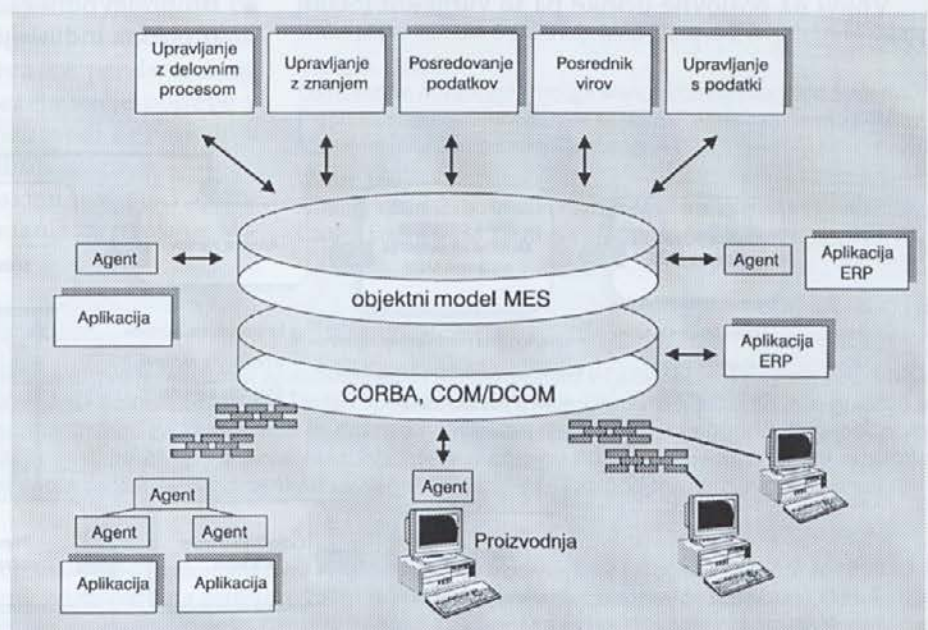 Upravljanje
z delovnim
procesom
Upravljanje
z znanjem
Posredovanje
podatkov
Posrednik
virov
Upravljanje
s podatki
Agent
Aplikacija
objektni model MES
CORBA, COM/DCOM
Agent
Aplikacija
ERP
Aplikacija
ERP
Agent
Agent
Agent
Aplikacija
Aplikacija
Agent
Proizvodnja